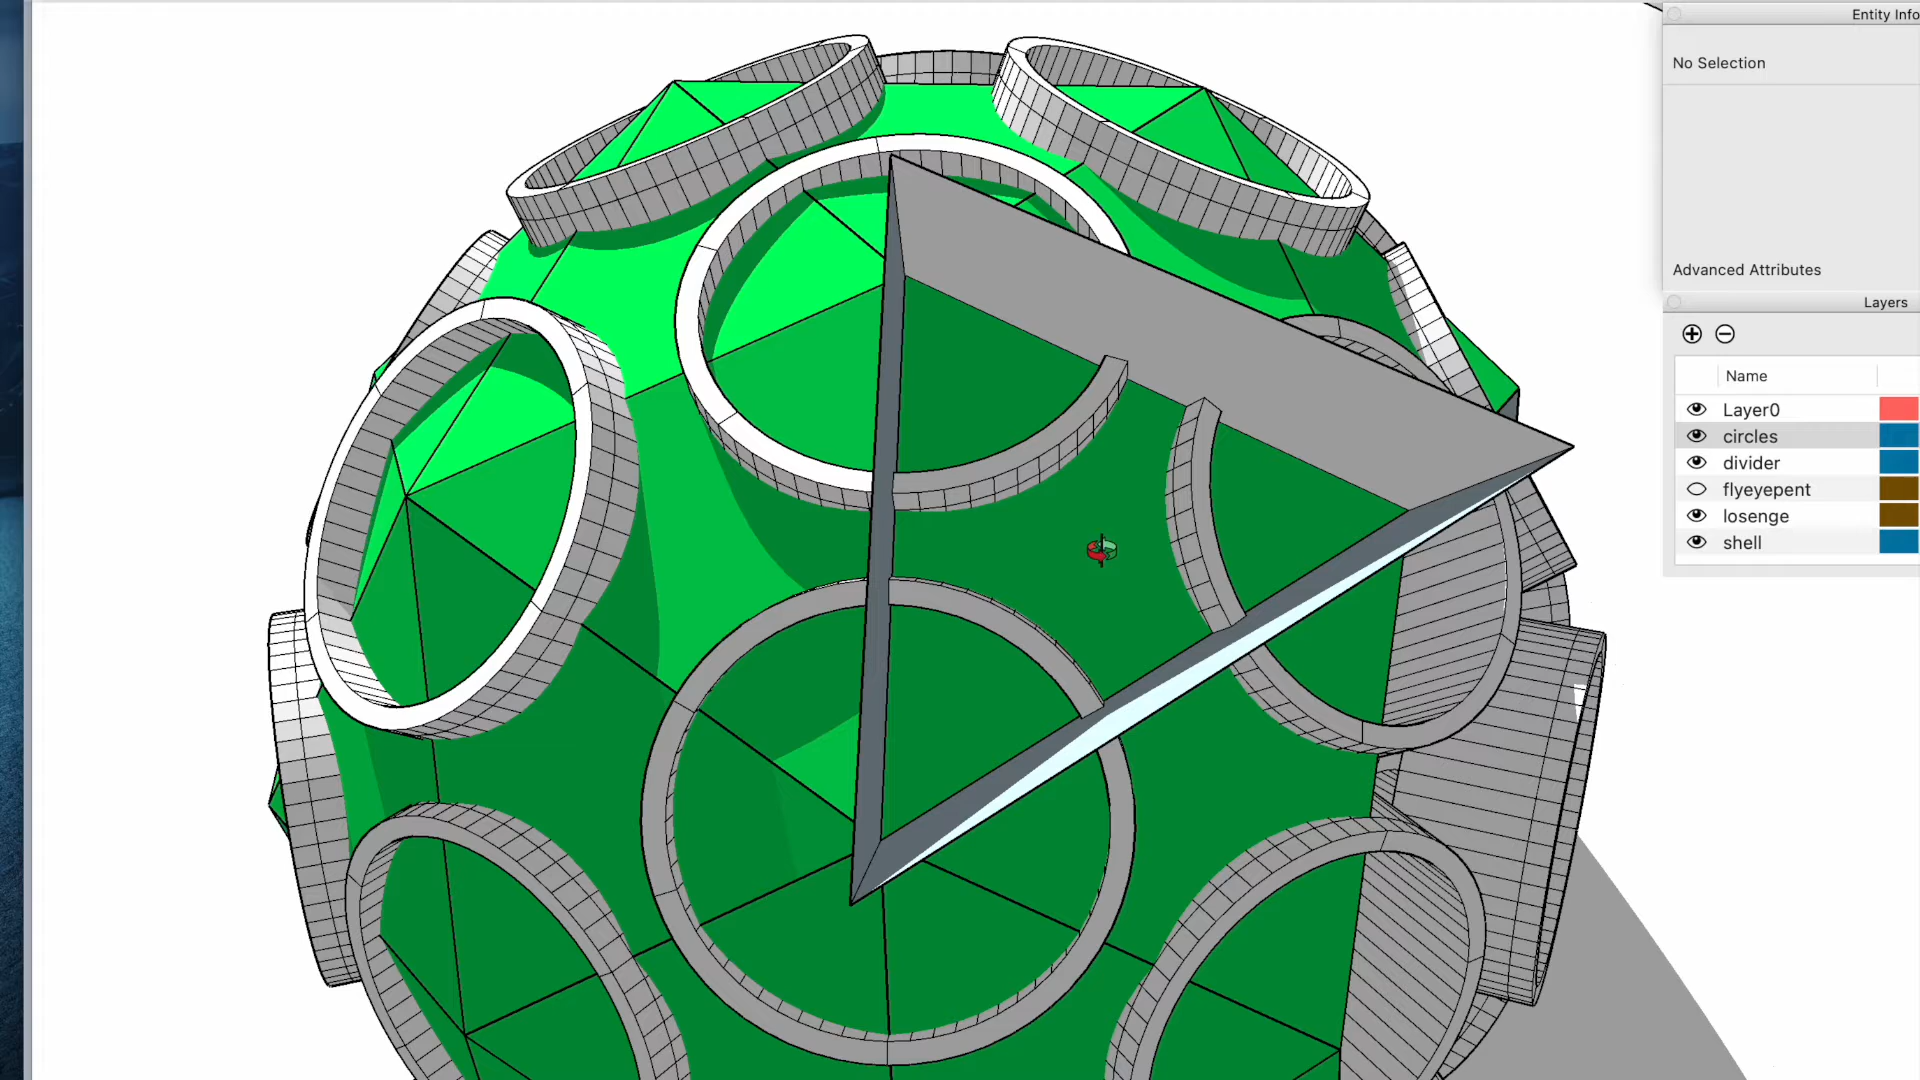 Entity Info
No Selection
Advanced Attributes
Layers
Name
Layer0
circles
divider
flyeyepent
losenge
shell